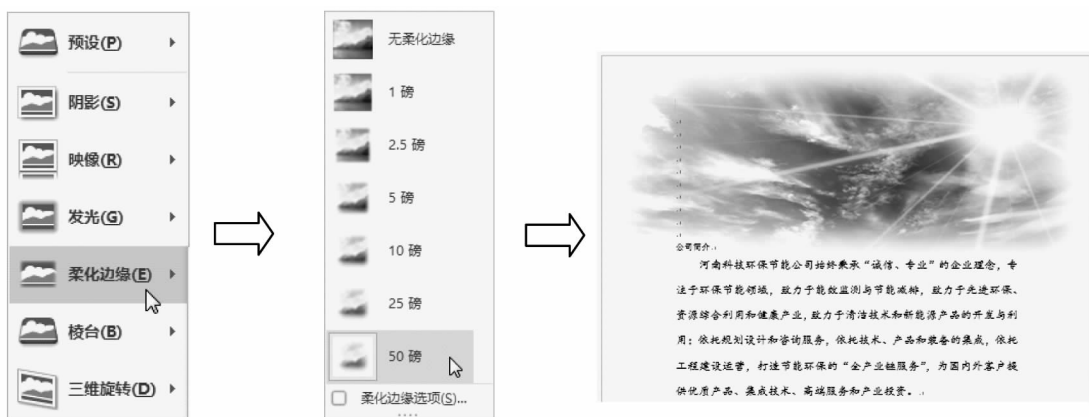 预设(P)
阴影(S)
映像(R)
发光(G)
柔化边缘(E)
棱台(B)
三维旋转(D)
无柔化边缘
1 磅
2.5 磅
5 磅
10 磅
25 磅
50 磅
柔化边缘选项(S)...
公司简介
河南科技环保节能公司始终秉承“诚信、专业”的企业理念，专
注于环保节能领域，致力于能效监测与节能减排，致力于先进环保、
资源综合利用和健康产业，致力于清洁技术和新能源产品的开发与利
用；依托规划设计和咨询服务，依托技术、产品和装备的集成，依托
工程建设运营，打造节能环保的“全产业链服务”，为国内外客户提
供优质产品、集成技术、高端服务和产业投资。